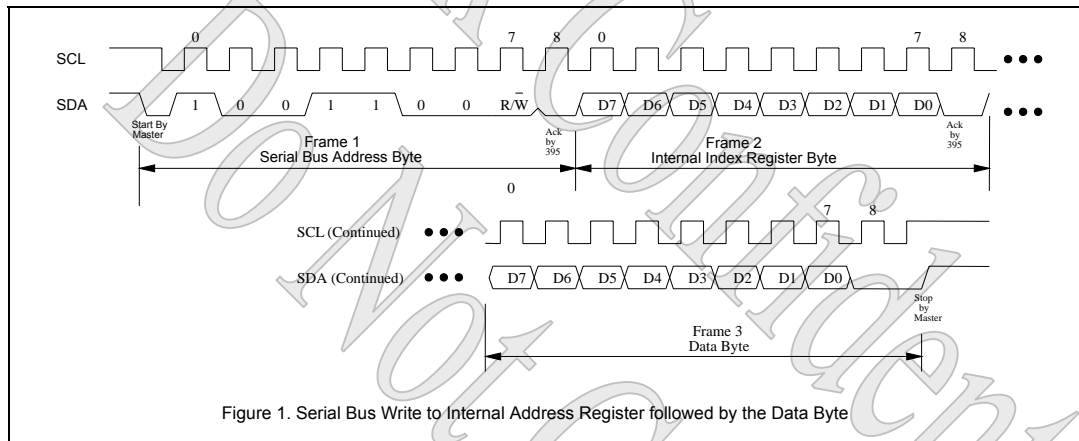 0 7 8 0 7 8
SCL
SDA 1 0 0 1 1 0 0 R/W D7 D6 D5 D4 D3 D2 D1 D0
Start By
Master
Ack
by
395
Ack
by
395
Frame 1
Serial Bus Address Byte
Frame 2
Internal Index Register Byte
0
7 8
SCL (Continued)
SDA (Continued) D7 D6 D5 D4 D3 D2 D1 D0
Stop
by
Master
Frame 3
Data Byte
Figure 1. Serial Bus Write to Internal Address Register followed by the Data Byte